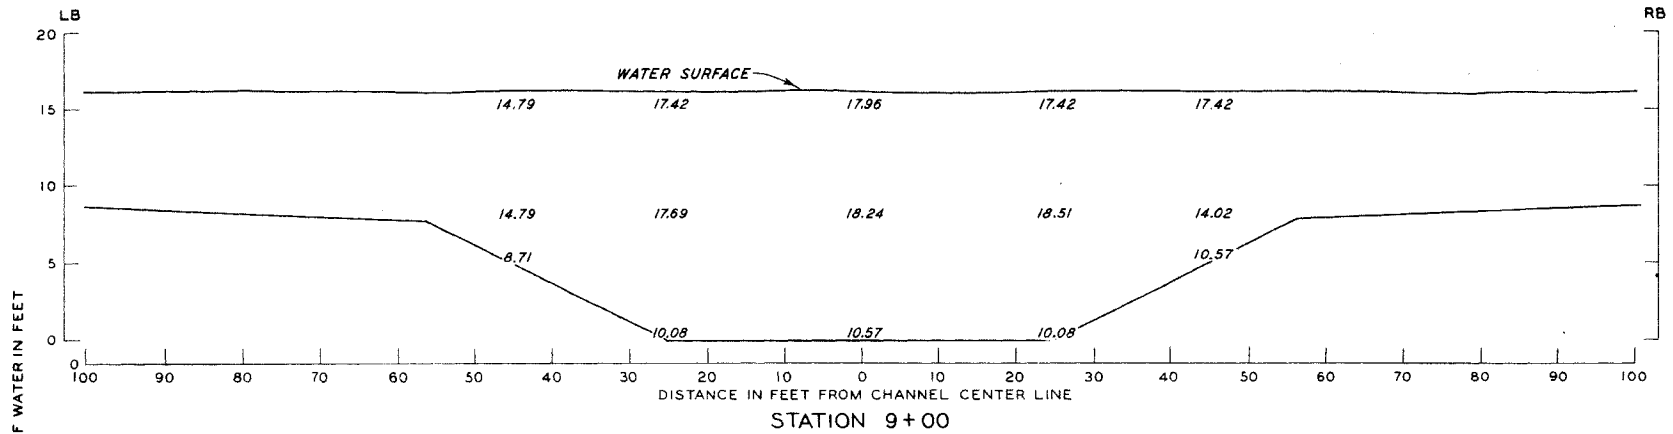 LB RB
20
WATER SURFACE
15
14.79 17.42 17.96 17.42 17.42
10
14.79 17.69 18.24 18.51 14.02
8.71 10.57
5
10.08 10.57 10.08
0
0
100 90 80 70 60 50 40 30 20 10 0 10 20 30 40 50 60 70 80 90 100
DISTANCE IN FEET FROM CHANNEL CENTER LINE
STATION 9+00
F WATER IN FEET